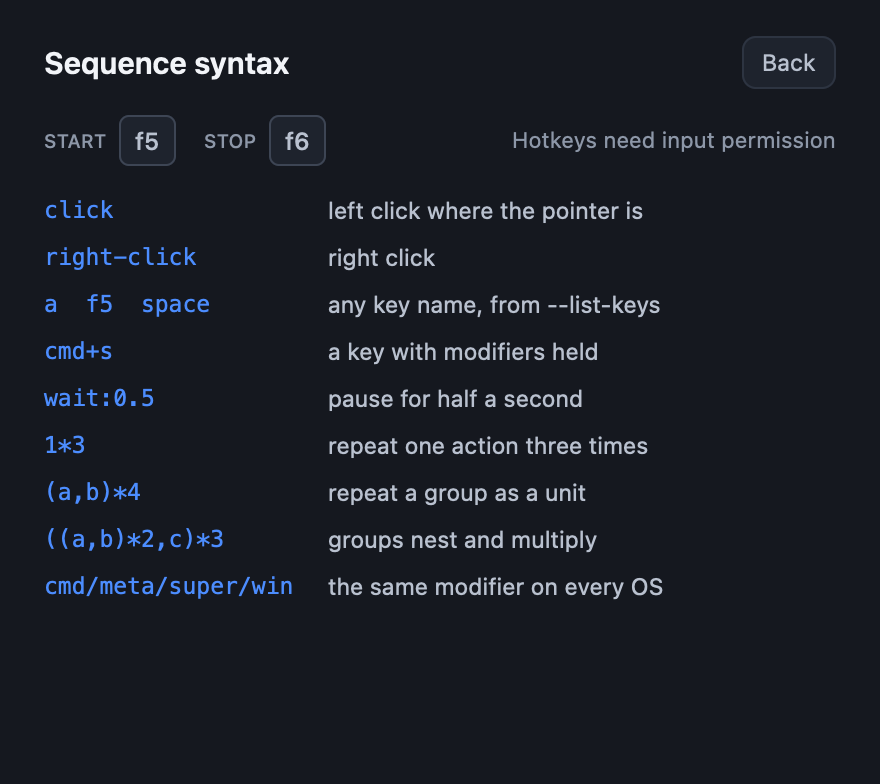 Sequence syntax Back
START f5 STOP f6 Hotkeys need input permission
click left click where the pointer is
right-click right click
a f5 space any key name, from --list-keys
cmd+s a key with modifiers held
wait:0.5 pause for half a second
1*3 repeat one action three times
(a,b)*4 repeat a group as a unit
((a,b)*2,c)*3 groups nest and multiply
cmd/meta/super/win the same modifier on every OS